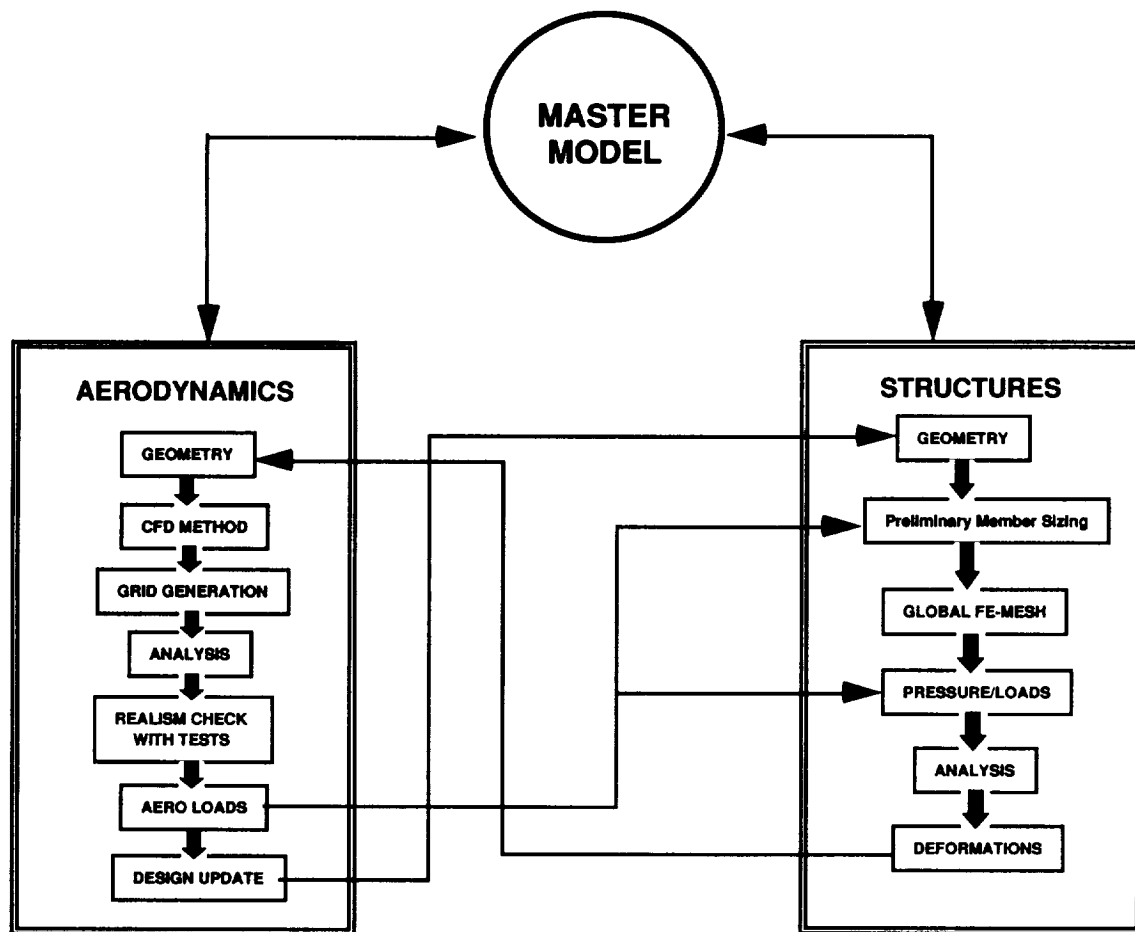 MASTER
MODEL
AERODYNAMICS
GEOMETRY
CFD METHOD
GRID GENERATION
ANALYSIS
REALISM CHECK
WITH TESTS
AERO LOADS
DESIGN UPDATE
STRUCTURES
GEOMETRY
Preliminary Member Sizing
GLOBAL FE-MESH
PRESSURE/LOADS
ANALYSIS
DEFORMATIONS